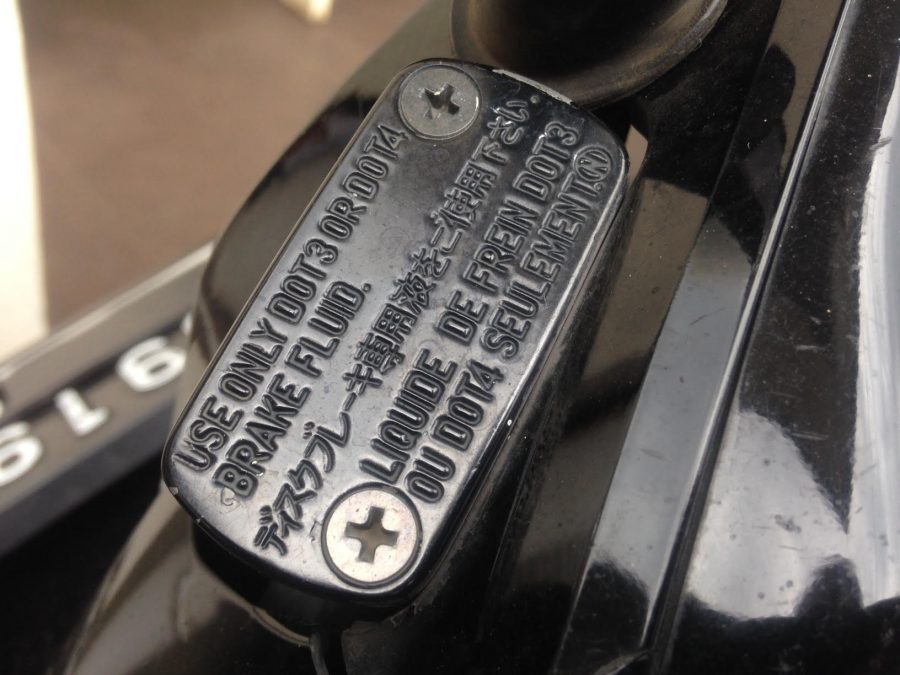 USE ONLY DOT3 OR DOT4
BRAKE FLUID.
ディスクブレーキ専用液をご使用下さい。
LIQUIDE DE FREIN DOT3
OU DOT4 SEULEMENT.Ⓝ